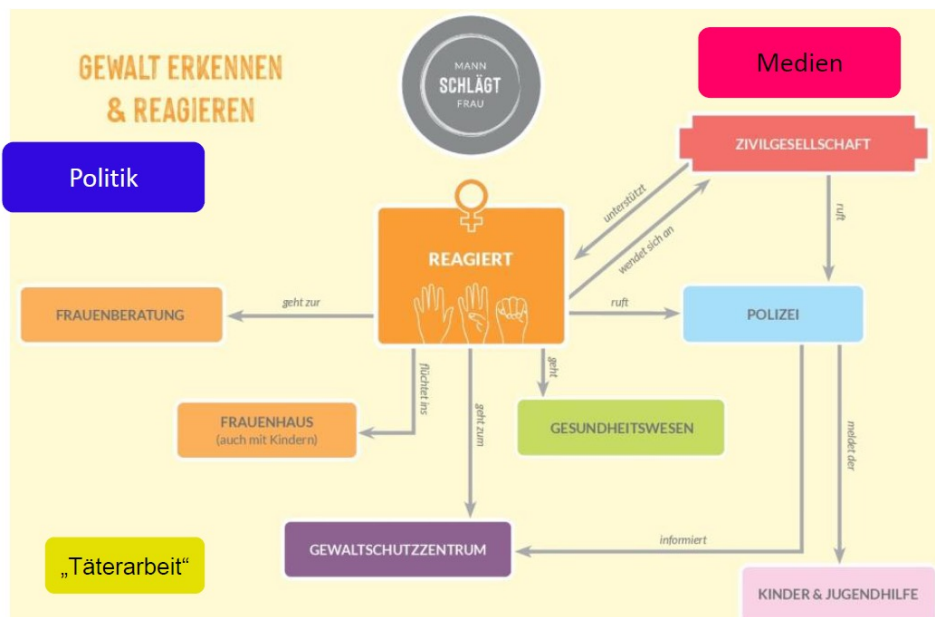 GEWALT ERKENNEN
& REAGIEREN
MANN
SCHLÄGT
FRAU
Medien
ZIVILGESELLSCHAFT
Politik
unterstützt
wendet sich an
ruft
REAGIERT
geht zur
ruft
FRAUENBERATUNG
POLIZEI
flüchtet ins
geht zum
geht
FRAUENHAUS
(auch mit Kindern)
GESUNDHEITSWESEN
meldet der
GEWALTSCHUTZZENTRUM
informiert
„Täterarbeit“
KINDER & JUGENDHILFE